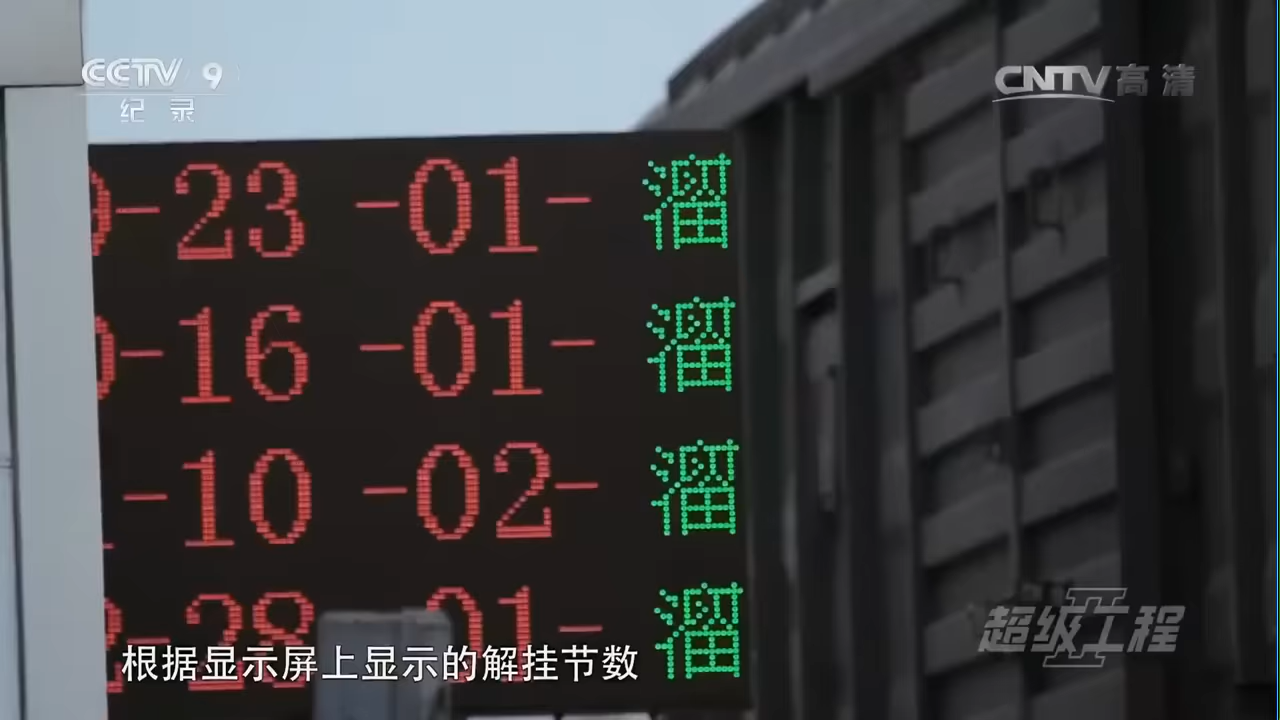 CCTV 9
纪录
CNTV高清
-23 -01- 溜
-16 -01- 溜
-10 -02- 溜
-28 -01- 溜
超级工程 II
根据显示屏上显示的解挂节数